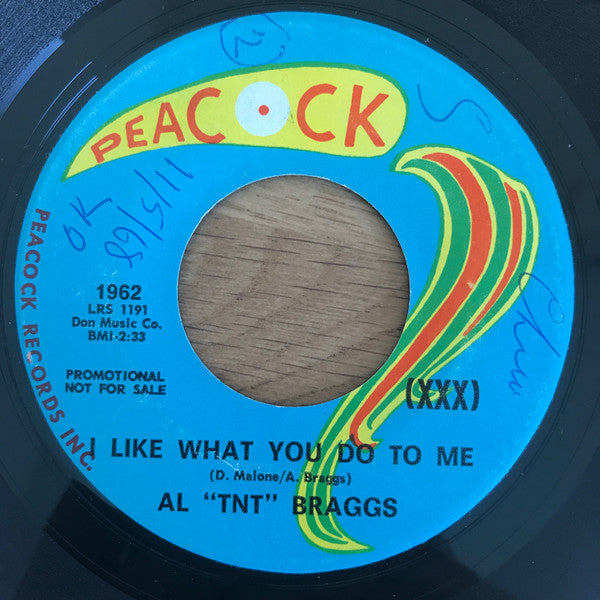 PEACOCK
PEACOCK RECORDS INC.
OK
11/5/68
S
1962
LRS 1191
Don Music Co.
BMI-2:33
PROMOTIONAL
NOT FOR SALE
(XXX)
I LIKE WHAT YOU DO TO ME
(D. Malone/A. Braggs)
AL "TNT" BRAGGS